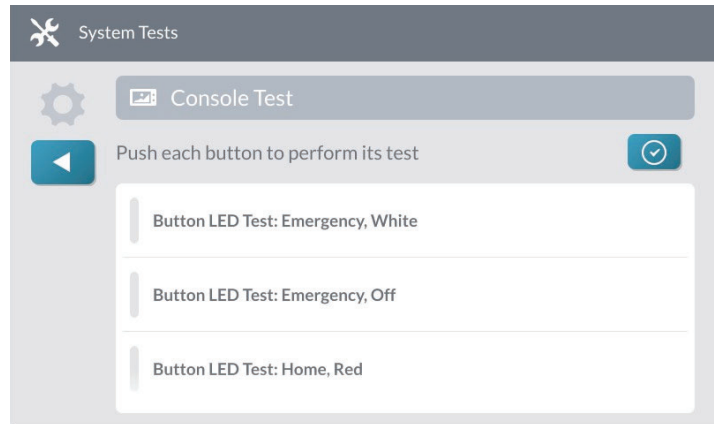 System Tests
Console Test
Push each button to perform its test
Button LED Test: Emergency, White
Button LED Test: Emergency, Off
Button LED Test: Home, Red